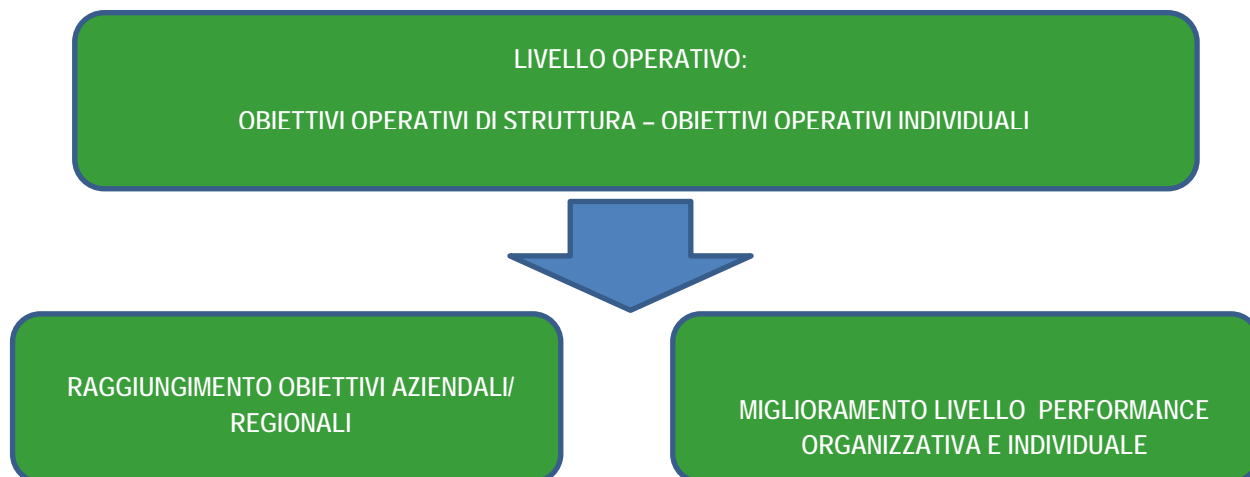 LIVELLO OPERATIVO:
OBIETTIVI OPERATIVI DI STRUTTURA – OBIETTIVI OPERATIVI INDIVIDUALI
RAGGIUNGIMENTO OBIETTIVI AZIENDALI/
REGIONALI
MIGLIORAMENTO LIVELLO PERFORMANCE
ORGANIZZATIVA E INDIVIDUALE